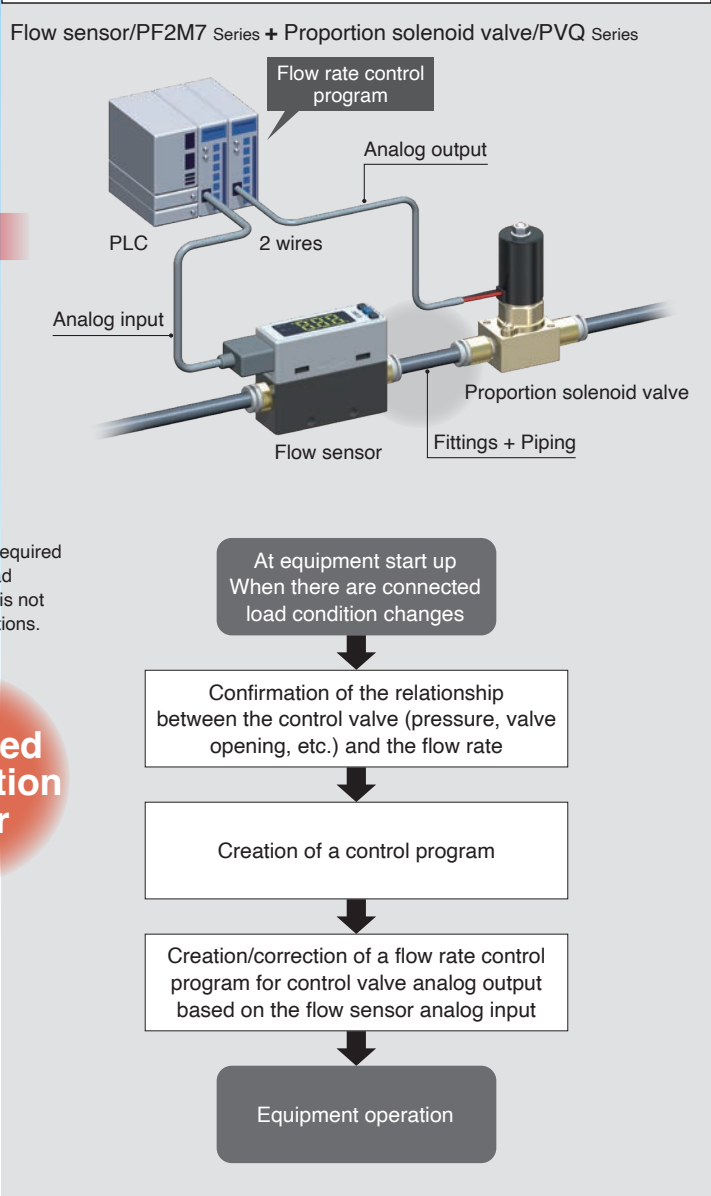 Flow sensor/PF2M7 Series + Proportion solenoid valve/PVQ Series
Flow rate control
program
Analog output
PLC
2 wires
Analog input
2.22
Proportion solenoid valve
Flow sensor
Fittings + Piping
is not
At equipment start up
When there are connected
load condition changes
Confirmation of the relationship
between the control valve (pressure, valve
opening, etc.) and the flow rate
Creation of a control program
Creation/correction of a flow rate control
program for control valve analog output
based on the flow sensor analog input
Equipment operation